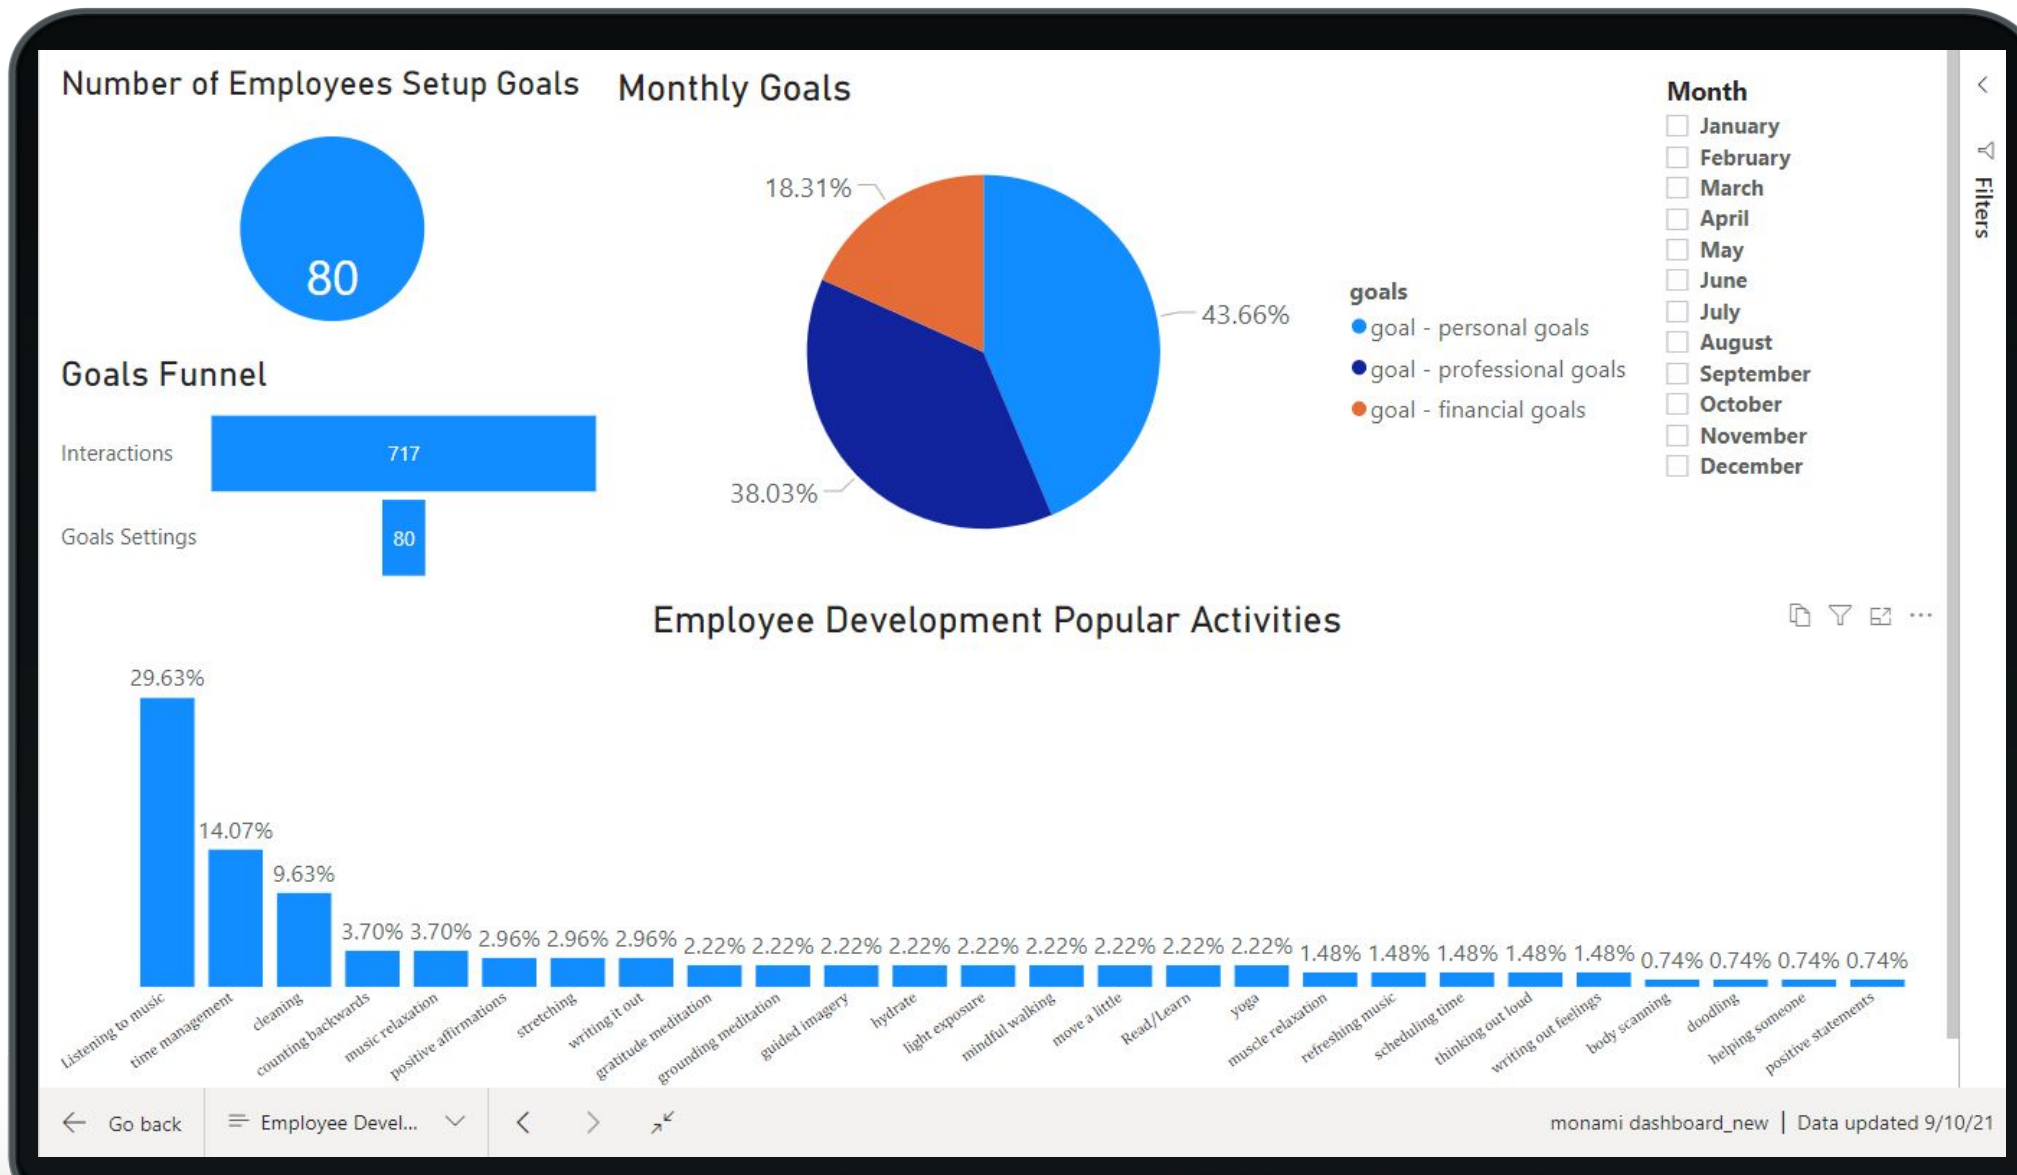 Number of Employees Setup Goals
80
Goals Funnel
Interactions
717
Goals Settings
80
Monthly Goals
18.31%
43.66%
38.03%
goals
goal - personal goals
goal - professional goals
goal - financial goals
Month
January
February
March
April
May
June
July
August
September
October
November
December
Filters
Employee Development Popular Activities
29.63%
14.07%
9.63%
3.70% 3.70% 2.96% 2.96% 2.96% 2.22% 2.22% 2.22% 2.22% 2.22% 2.22% 2.22% 2.22% 2.22% 1.48% 1.48% 1.48% 1.48% 1.48% 0.74% 0.74% 0.74% 0.74%
Listening to music
time management
cleaning
counting backwards
music relaxation
positive affirmations
stretching
writing it out
gratitude meditation
grounding meditation
guided imagery
hydrate
light exposure
mindful walking
move a little
Read/Learn
yoga
muscle relaxation
refreshing music
scheduling time
thinking out loud
writing out feelings
body scanning
doodling
helping someone
positive statements
Go back
Employee Devel...
monami dashboard_new | Data updated 9/10/21